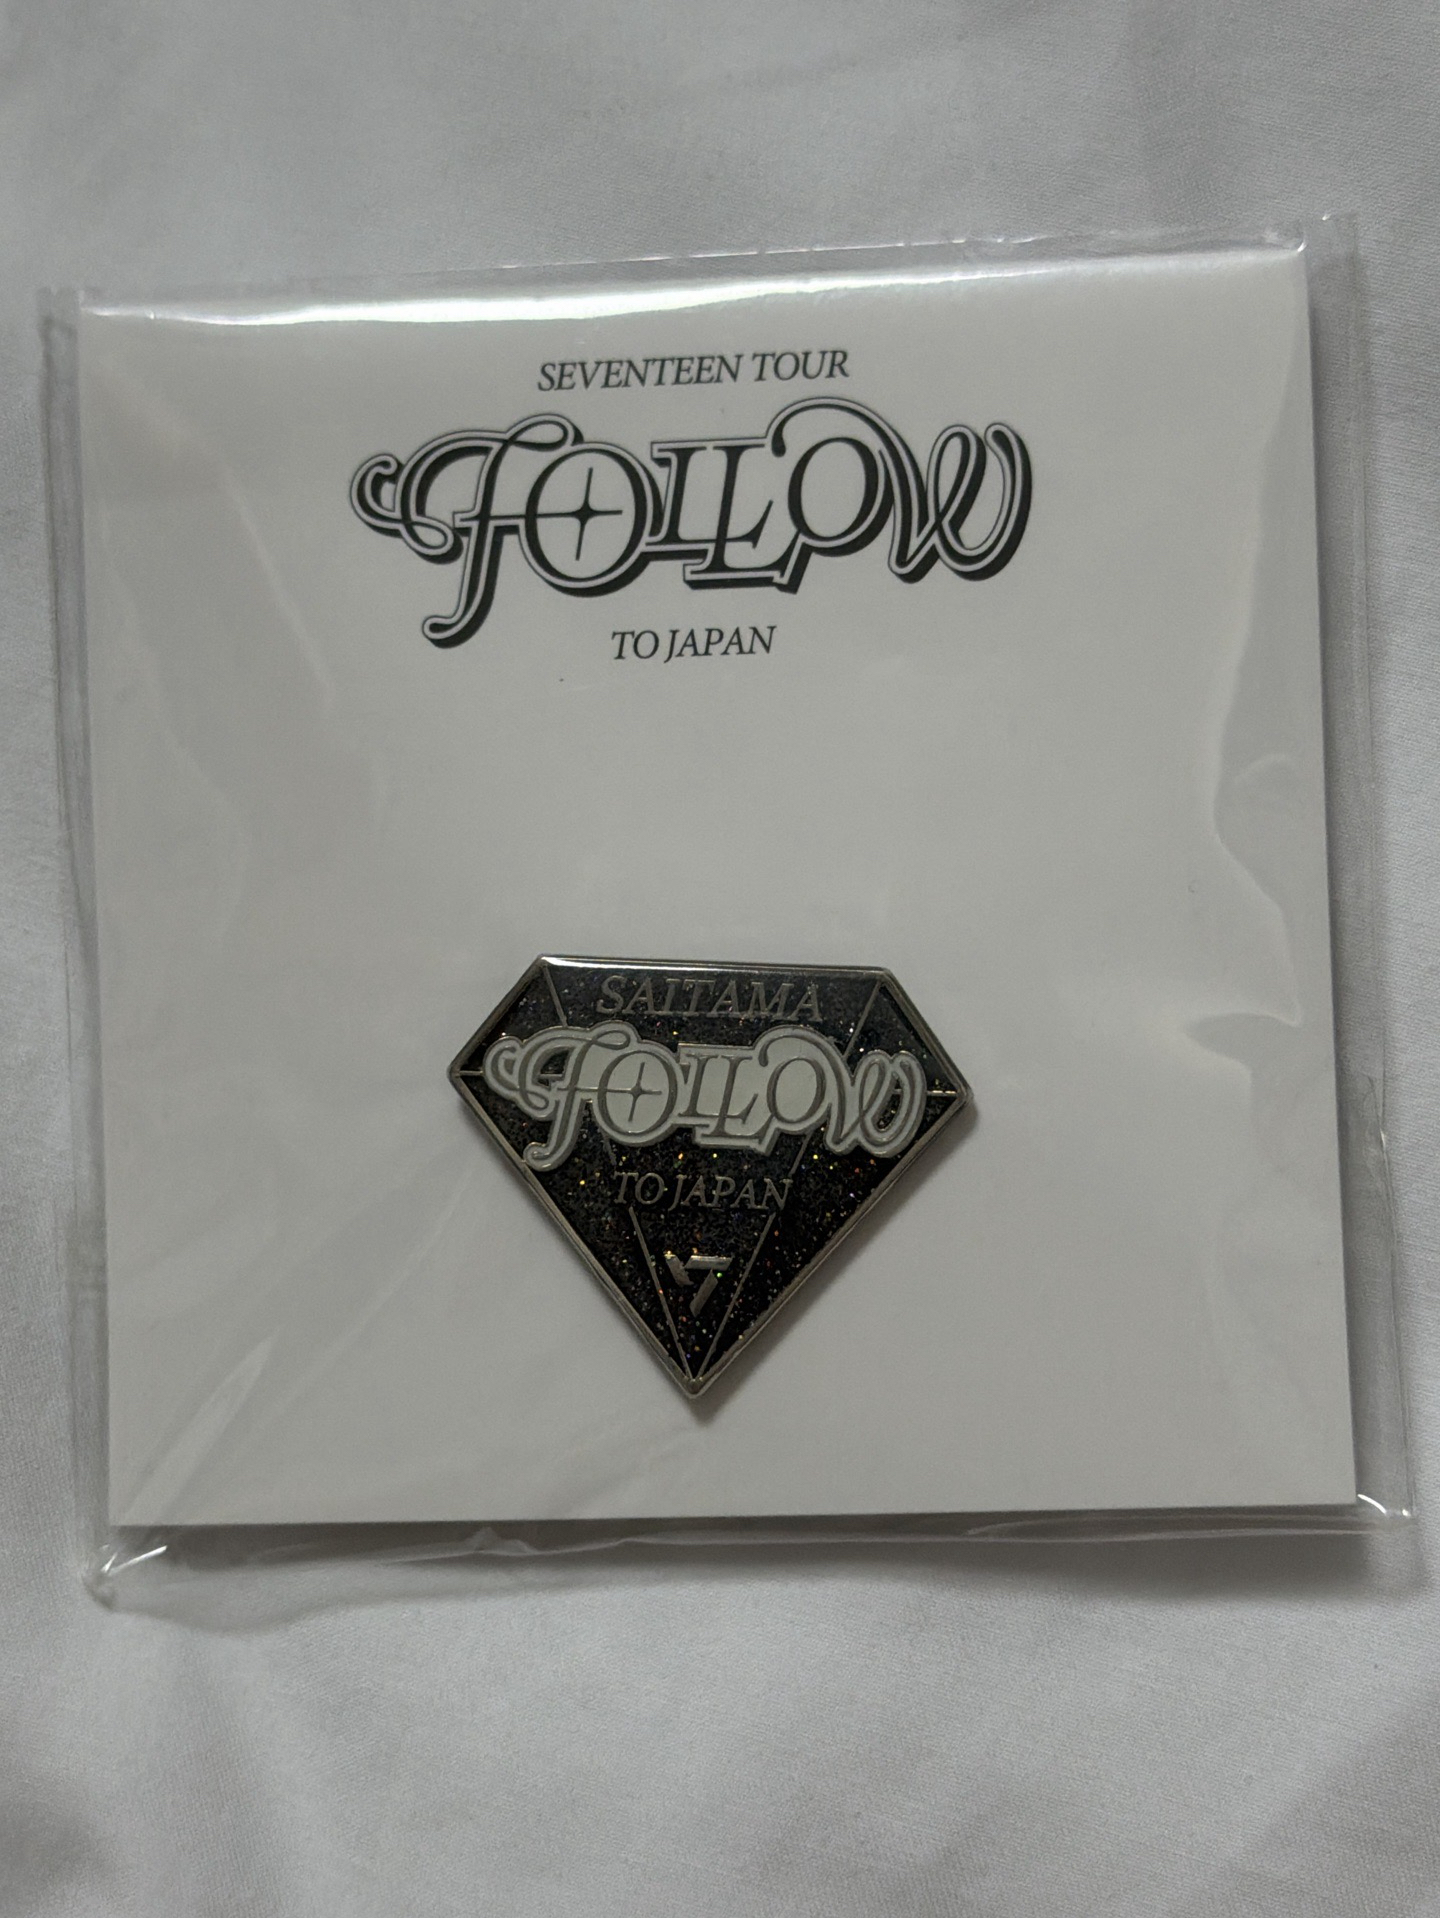 SEVENTEEN TOUR
FOLLOW
TO JAPAN
SAITAMA
FOLLOW
TO JAPAN